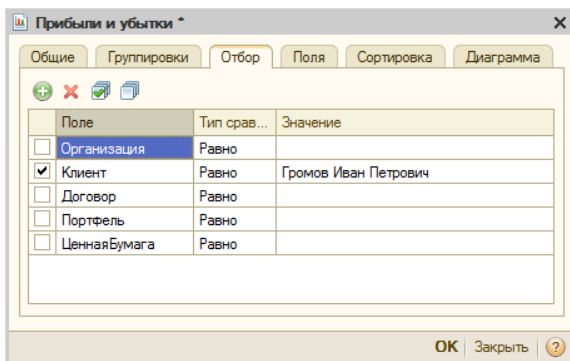 Прибыли и убытки *
Общие Группировки Отбор Поля Сортировка Диаграмма
Поле Тип срав... Значение
Организация Равно
Клиент Равно Громов Иван Петрович
Договор Равно
Портфель Равно
ЦеннаяБумага Равно
ОК Закрыть ?